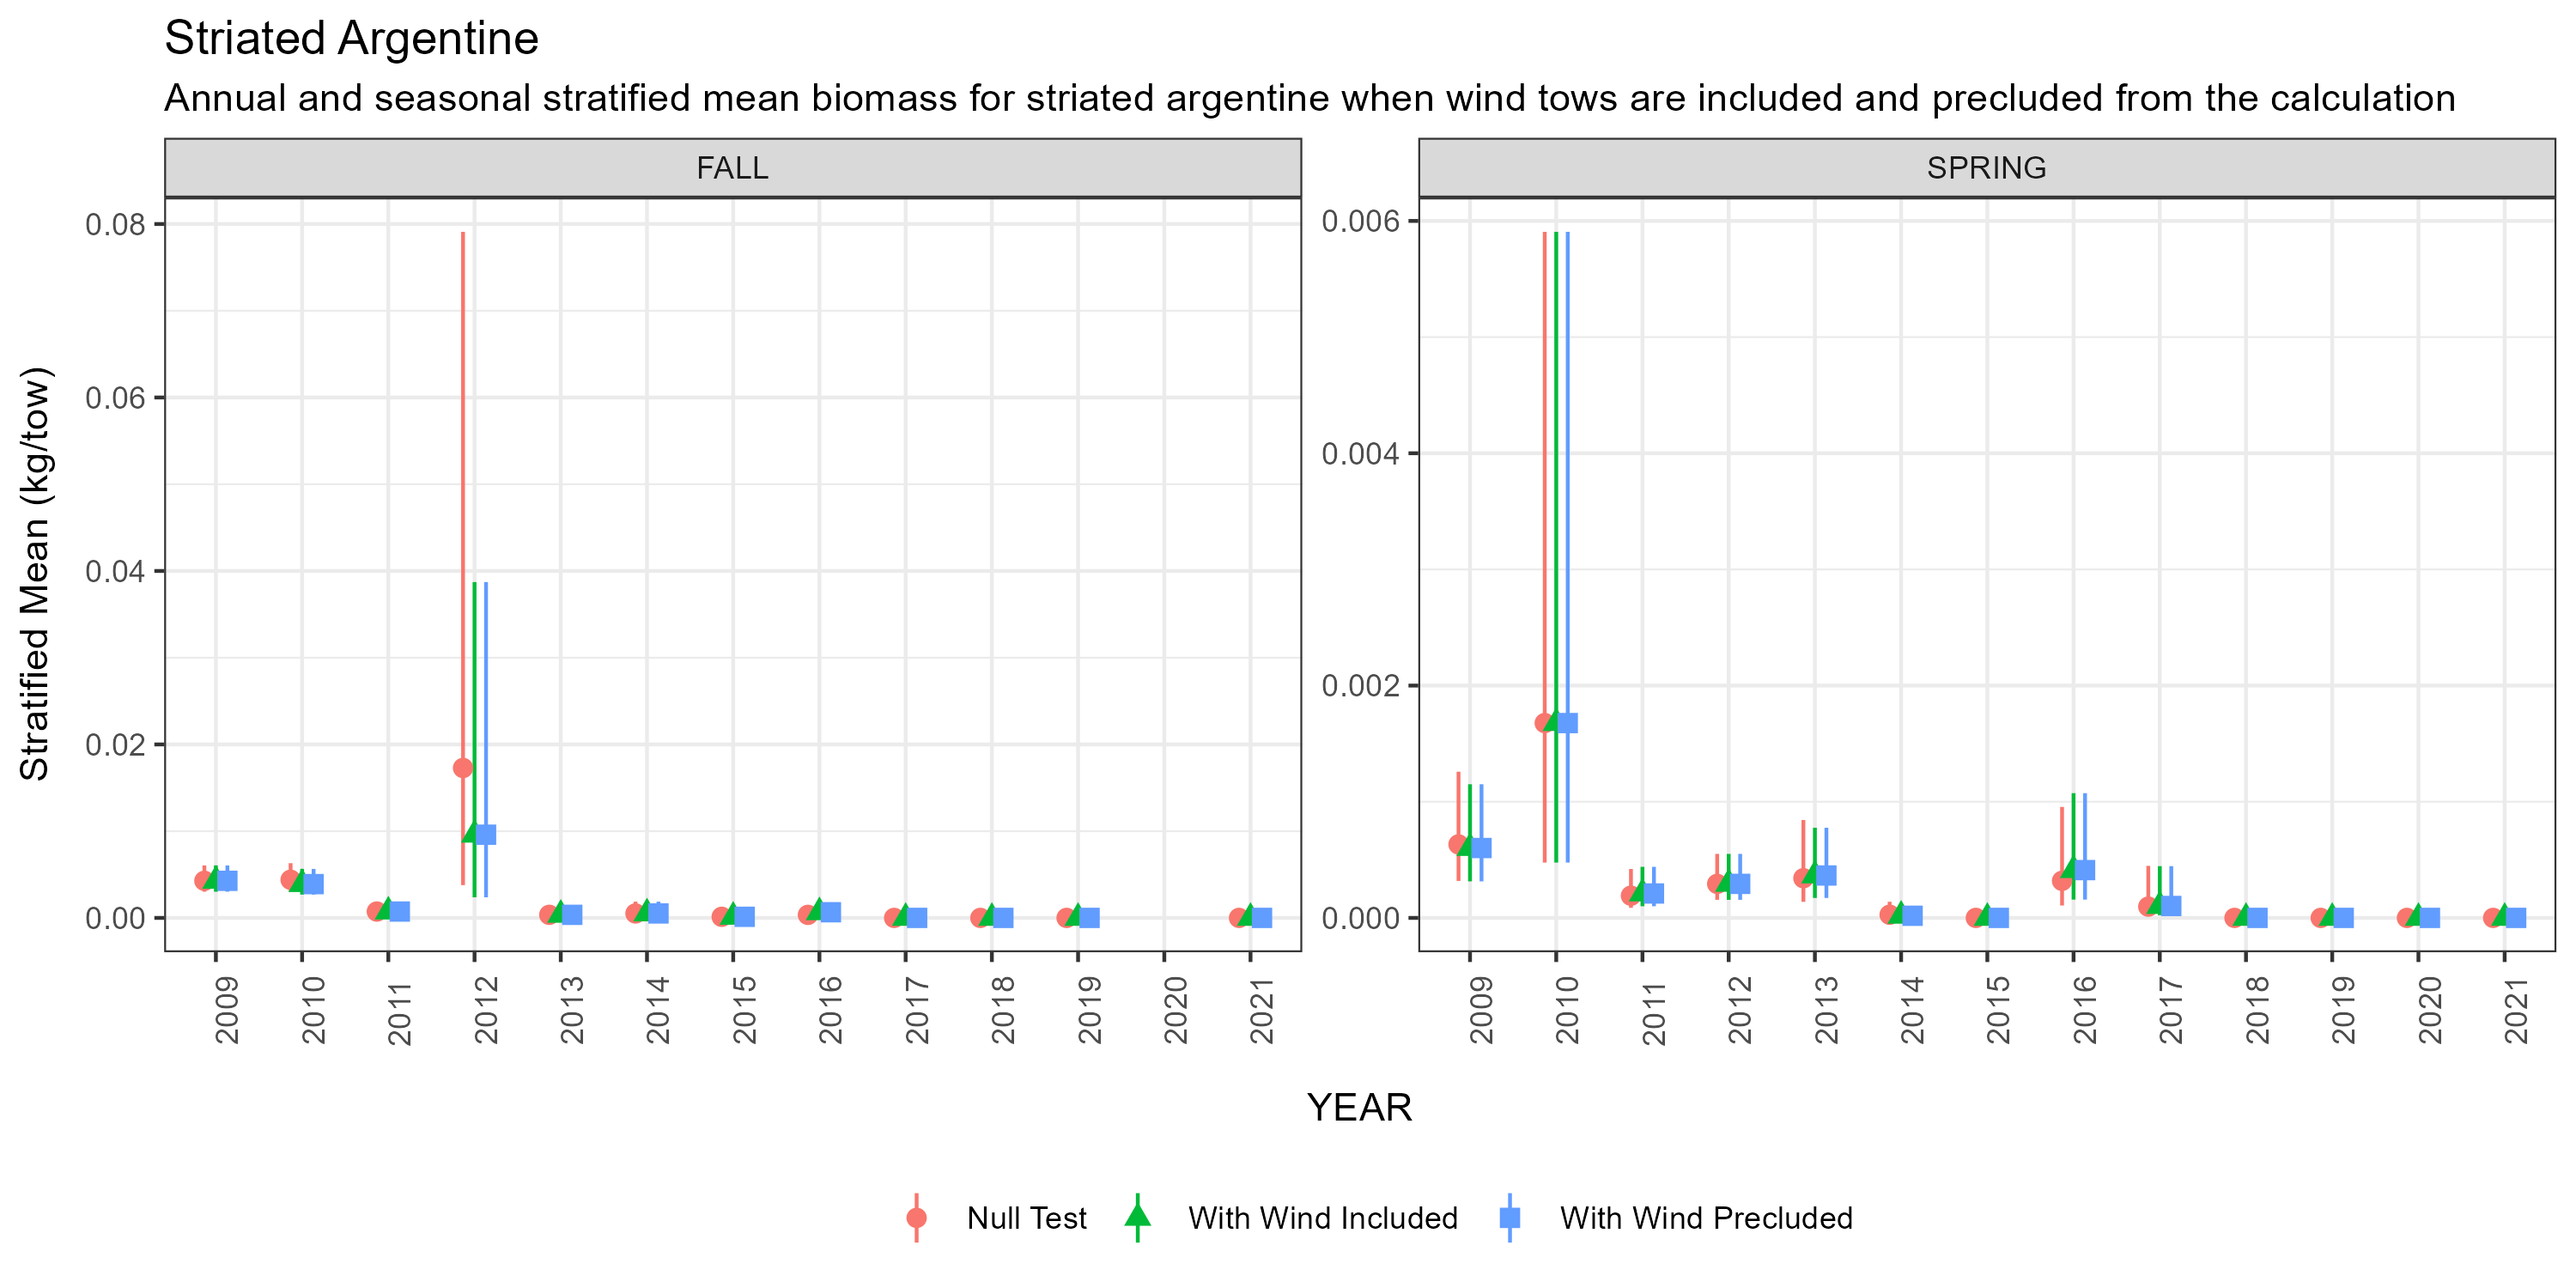 Striated Argentine
Annual and seasonal stratified mean biomass for striated argentine when wind tows are included and precluded from the calculation
FALL
SPRING
Stratified Mean (kg/tow)
0.08
0.06
0.04
0.02
0.00
0.006
0.004
0.002
0.000
2009 2010 2011 2012 2013 2014 2015 2016 2017 2018 2019 2020 2021
2009 2010 2011 2012 2013 2014 2015 2016 2017 2018 2019 2020 2021
YEAR
Null Test With Wind Included With Wind Precluded